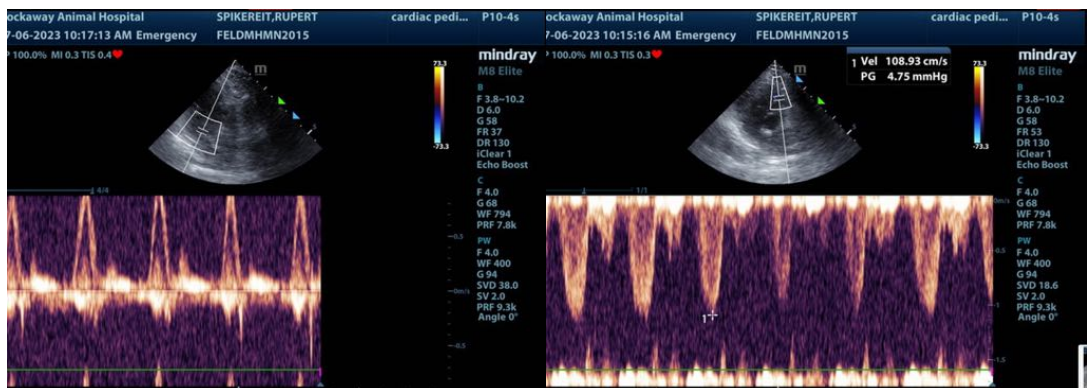 ockaway Animal Hospital SPIKEREIT,RUPERT cardiac pedi... P10-4s
7-06-2023 10:17:13 AM Emergency FELDMHMN2015
P 100.0% MI 0.3 TIS 0.4
mindray
M8 Elite
73.3
-73.3
m
B
F 3.8~10.2
D 6.0
G 58
FR 37
DR 130
iClear 1
Echo Boost
C
F 4.0
G 68
WF 794
PRF 7.8k
PW
F 4.0
WF 400
G 94
SVD 38.0
SV 2.0
PRF 9.3k
Angle 0°
4/4
-0.5
-0m/s
-0.5
ockaway Animal Hospital SPIKEREIT,RUPERT cardiac pedi... P10-4s
7-06-2023 10:15:16 AM Emergency FELDMHMN2015
P 100.0% MI 0.3 TIS 0.3
1 Vel 108.93 cm/s
PG 4.75 mmHg
mindray
M8 Elite
73.3
-73.3
m
B
F 3.8~10.2
D 6.0
G 58
FR 53
DR 130
iClear 1
Echo Boost
C
F 4.0
G 68
WF 794
PRF 7.8k
PW
F 4.0
WF 400
G 94
SVD 18.6
SV 2.0
PRF 9.3k
Angle 0°
1/1
0m/s
-0.5
-1
-1.5
1